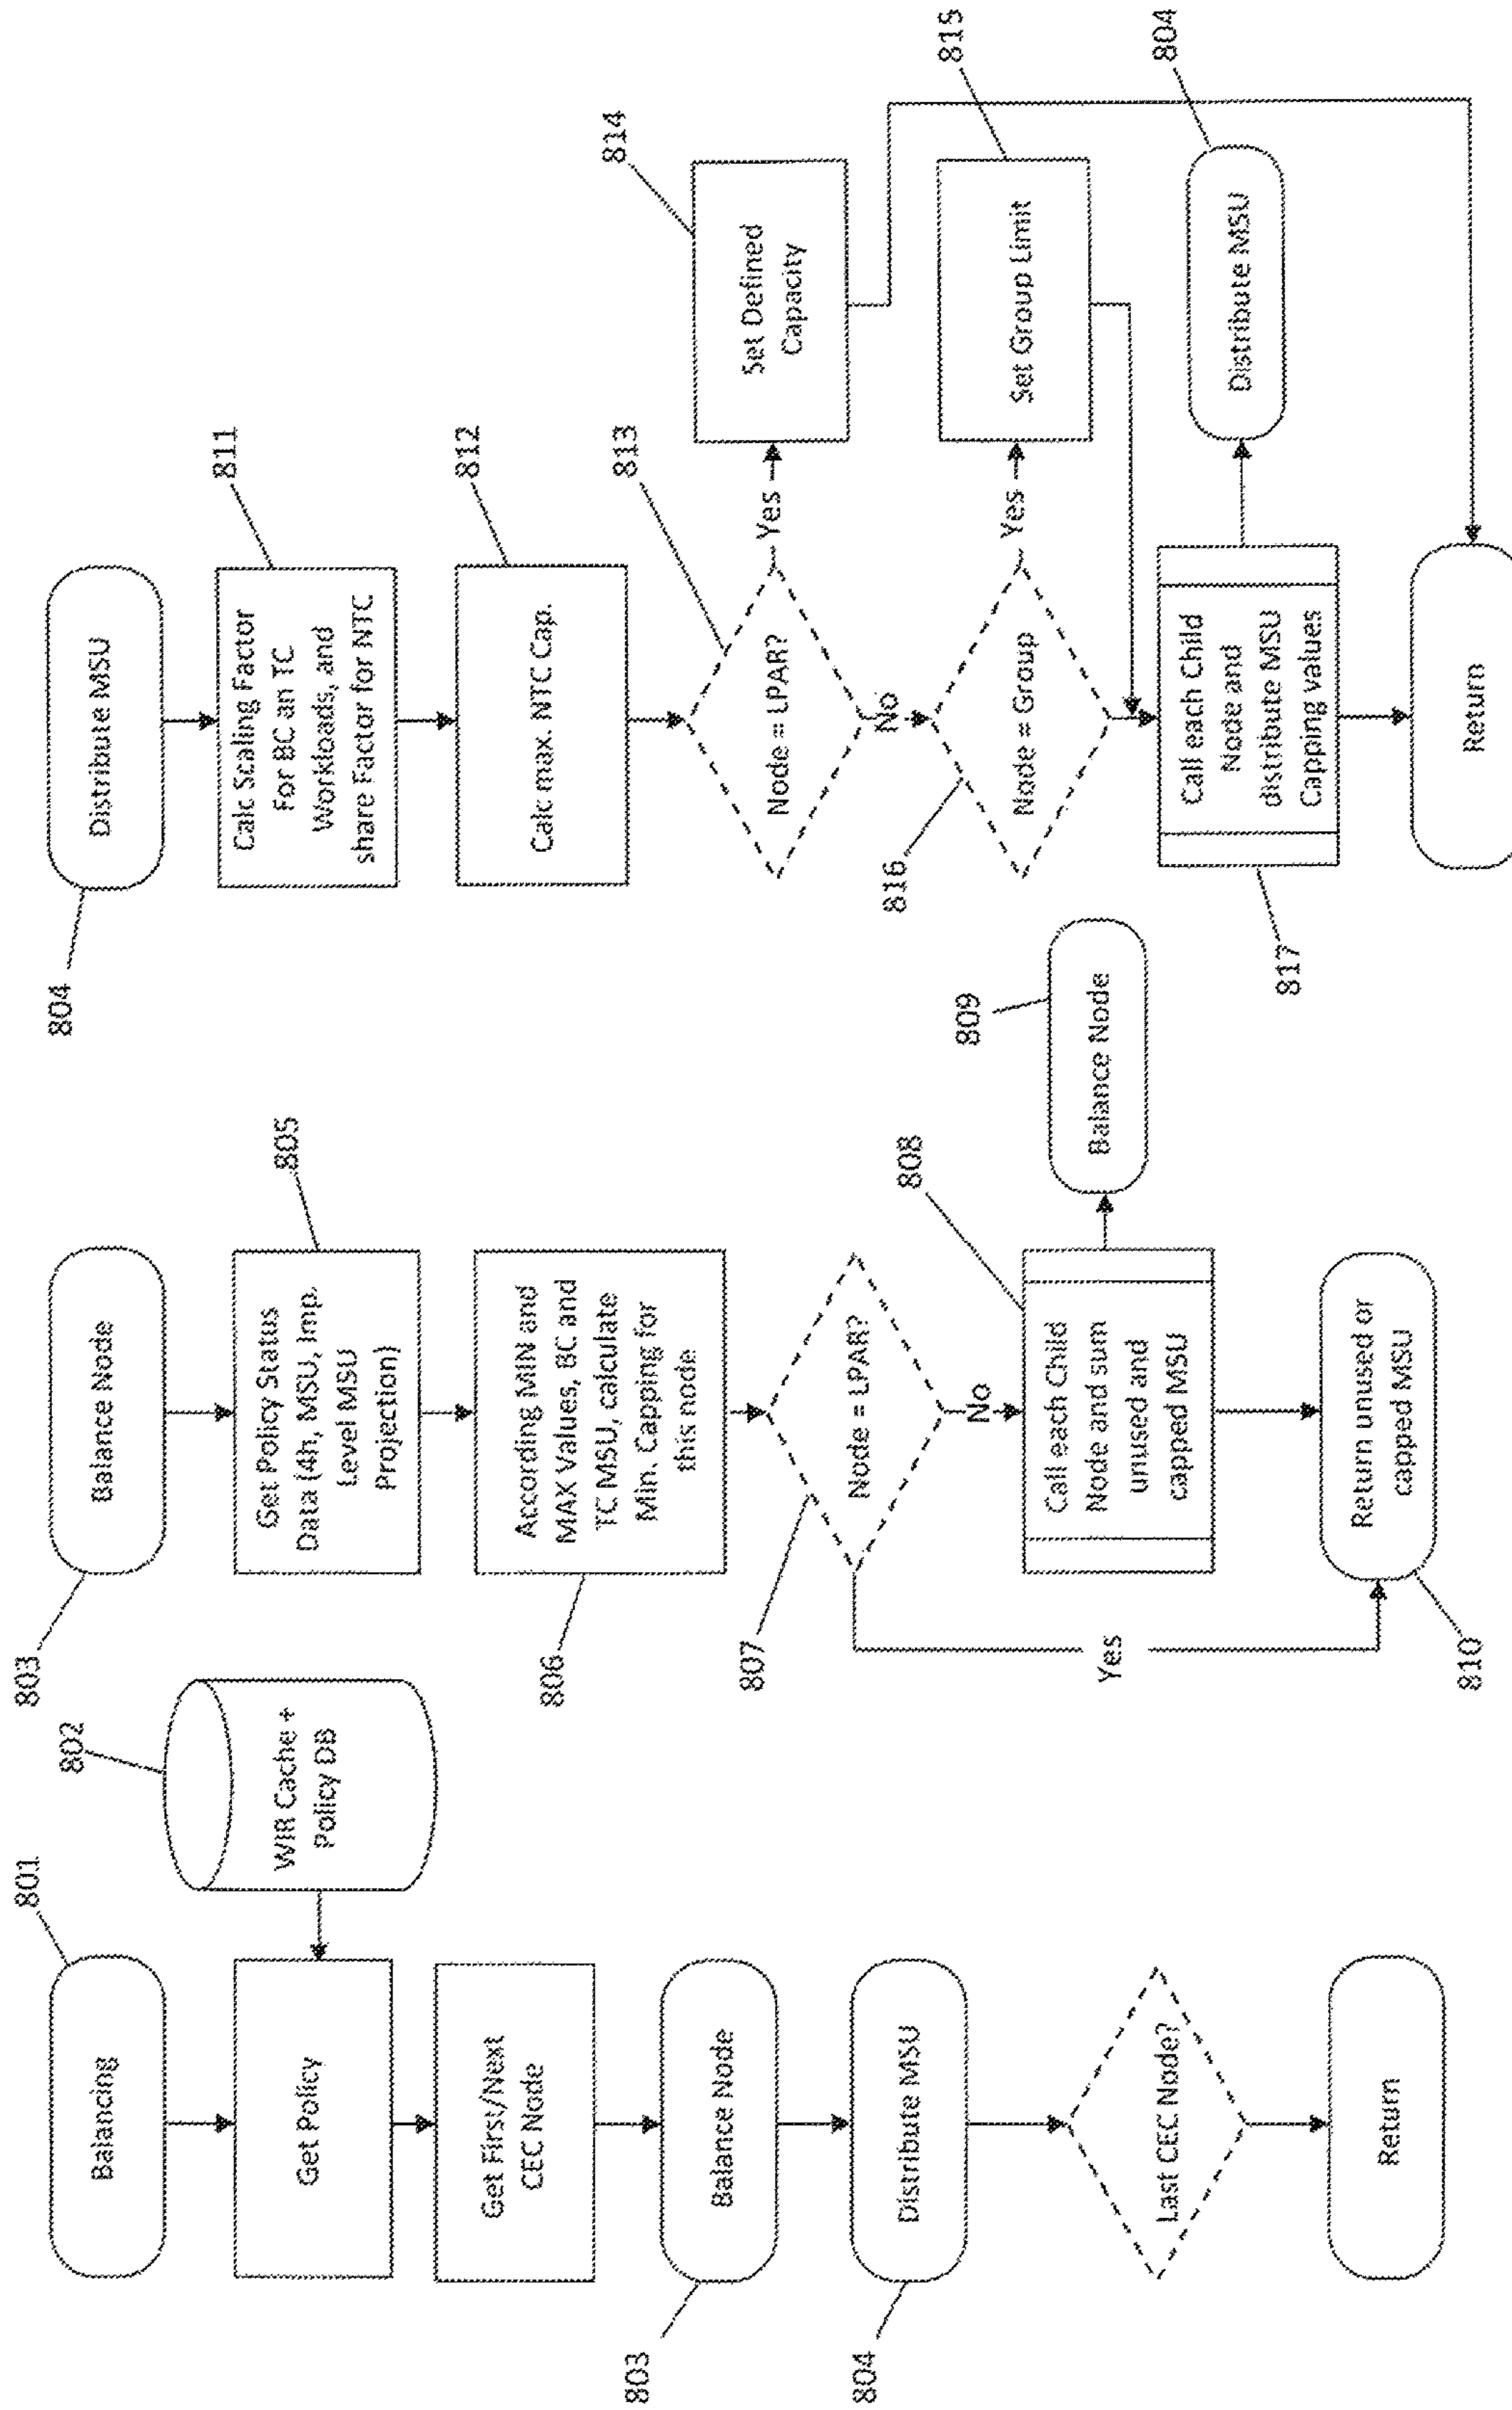 801
Balancing
802
WIR Cache +
Policy DB
Get Policy
Get First/Next
CEC Node
803
Balance Node
804
Distribute MSU
Last CEC Node?
Return
803
Balance Node
805
Get Policy Status
Data (4h, MSU, Imp.
Level MSU
Projection)
806
According MIN and
MAX Values, BC and
TC MSU, calculate
Min. Capping for
this node
807
Node = LPAR?
No
Yes
808
Call each Child
Node and sum
unused and
capped MSU
809
Balance Node
810
Return unused or
capped MSU
804
Distribute MSU
811
Calc Scaling Factor
For BC an TC
Workloads, and
share Factor for NTC
812
Calc max. NTC Cap.
813
Node = LPAR?
Yes
814
Set Defined
Capacity
No
816
Node = Group
Yes
815
Set Group Limit
817
Call each Child
Node and
distribute MSU
Capping values
804
Distribute MSU
Return